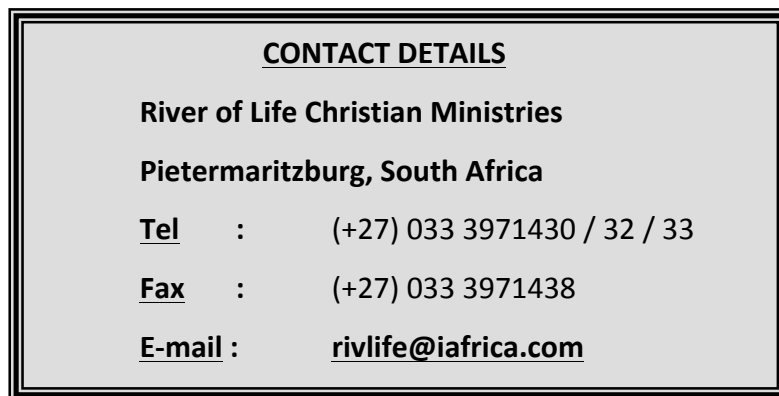 CONTACT DETAILS
River of Life Christian Ministries
Pietermaritzburg, South Africa
Tel : (+27) 033 3971430 / 32 / 33
Fax : (+27) 033 3971438
E-mail : rivlife@iafrica.com